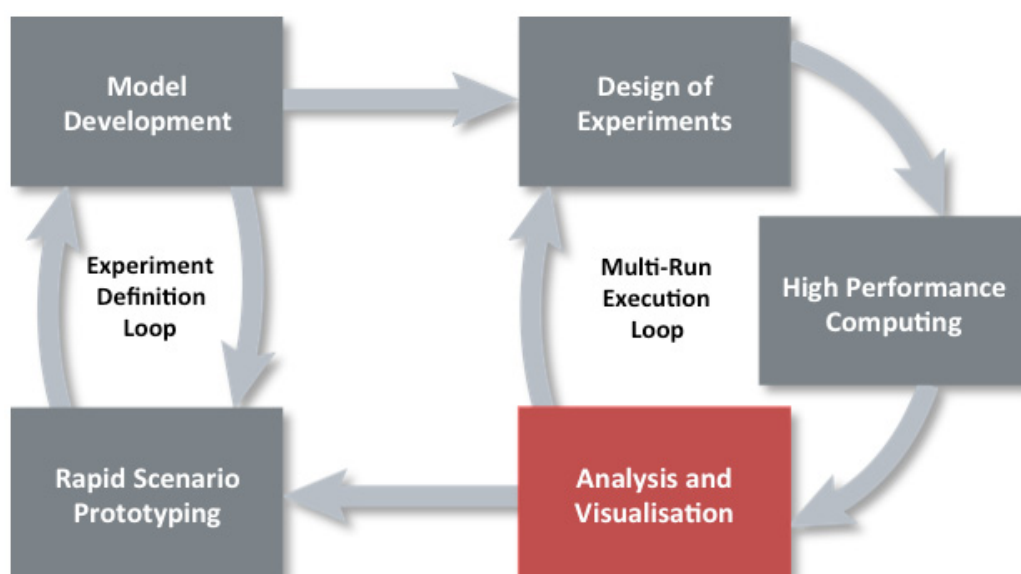 Model
Development
Design of
Experiments
Experiment
Definition
Loop
Multi-Run
Execution
Loop
High Performance
Computing
Rapid Scenario
Prototyping
Analysis and
Visualisation